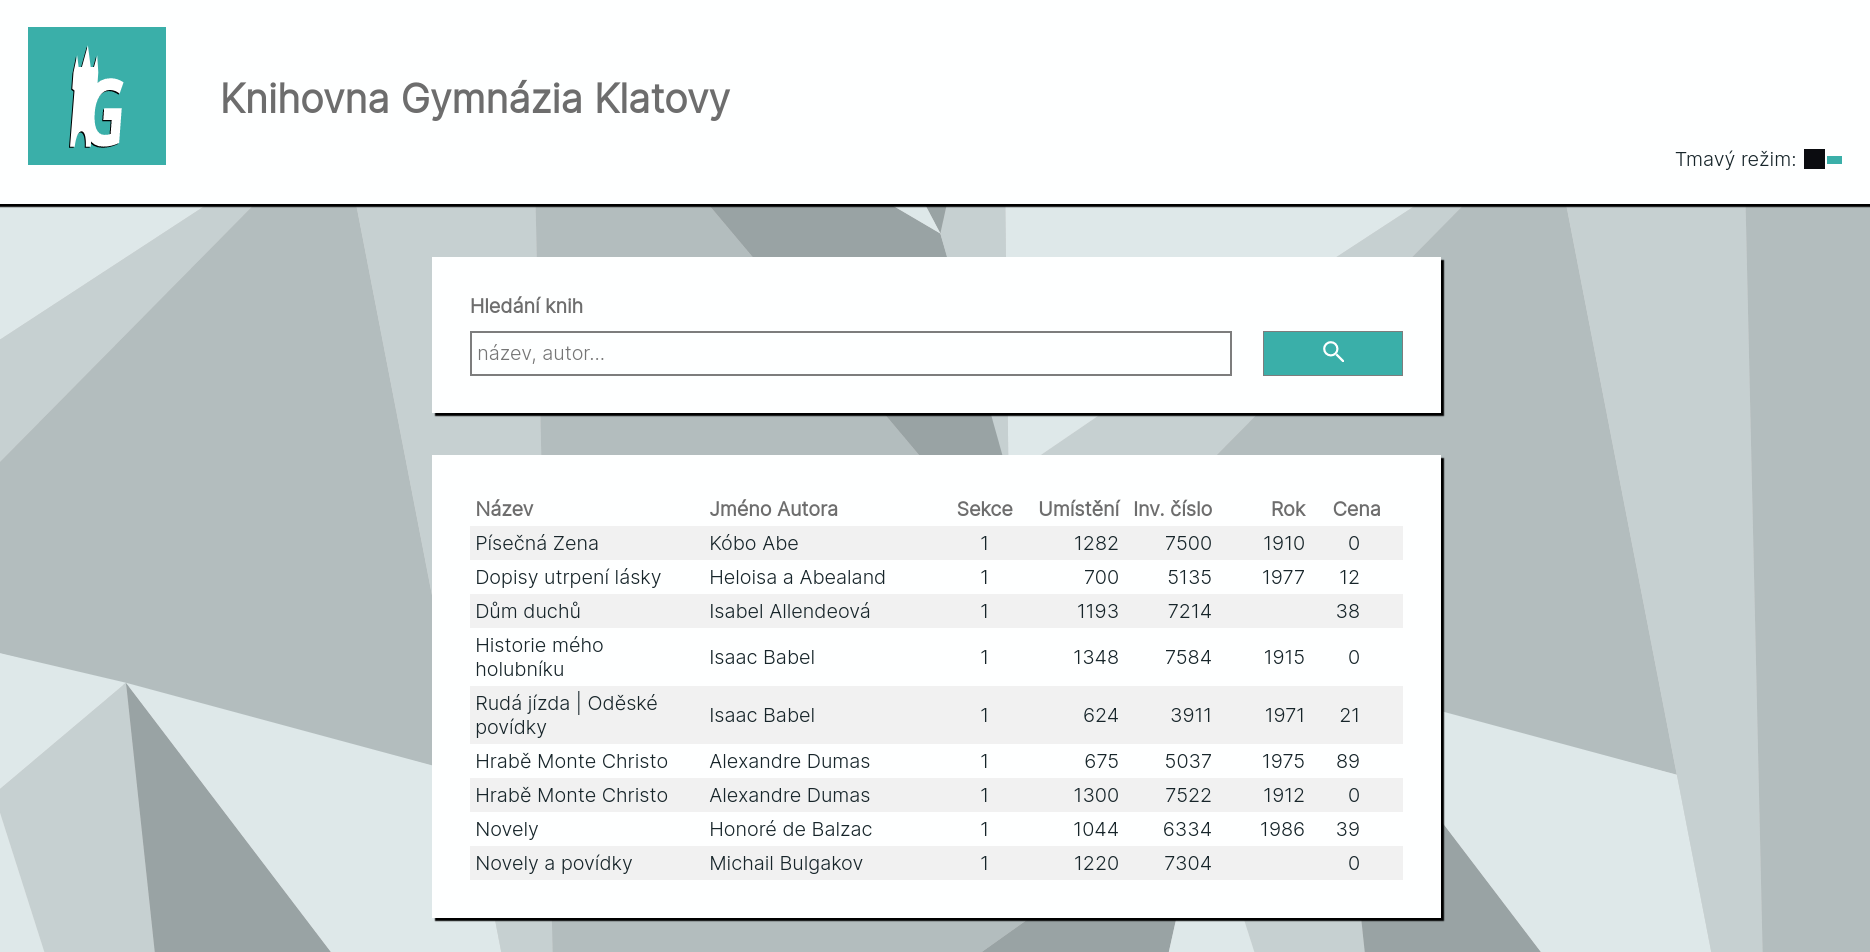 G
Knihovna Gymnázia Klatovy
Tmavý režim:
Hledání knih
název, autor...
Název Jméno Autora Sekce Umístění Inv. číslo Rok Cena
Písečná Zena Kóbo Abe 1 1282 7500 1910 0
Dopisy utrpení lásky Heloisa a Abealand 1 700 5135 1977 12
Dům duchů Isabel Allendeová 1 1193 7214 38
Historie mého
holubníku Isaac Babel 1 1348 7584 1915 0
Rudá jízda | Oděské
povídky Isaac Babel 1 624 3911 1971 21
Hrabě Monte Christo Alexandre Dumas 1 675 5037 1975 89
Hrabě Monte Christo Alexandre Dumas 1 1300 7522 1912 0
Novely Honoré de Balzac 1 1044 6334 1986 39
Novely a povídky Michail Bulgakov 1 1220 7304 0